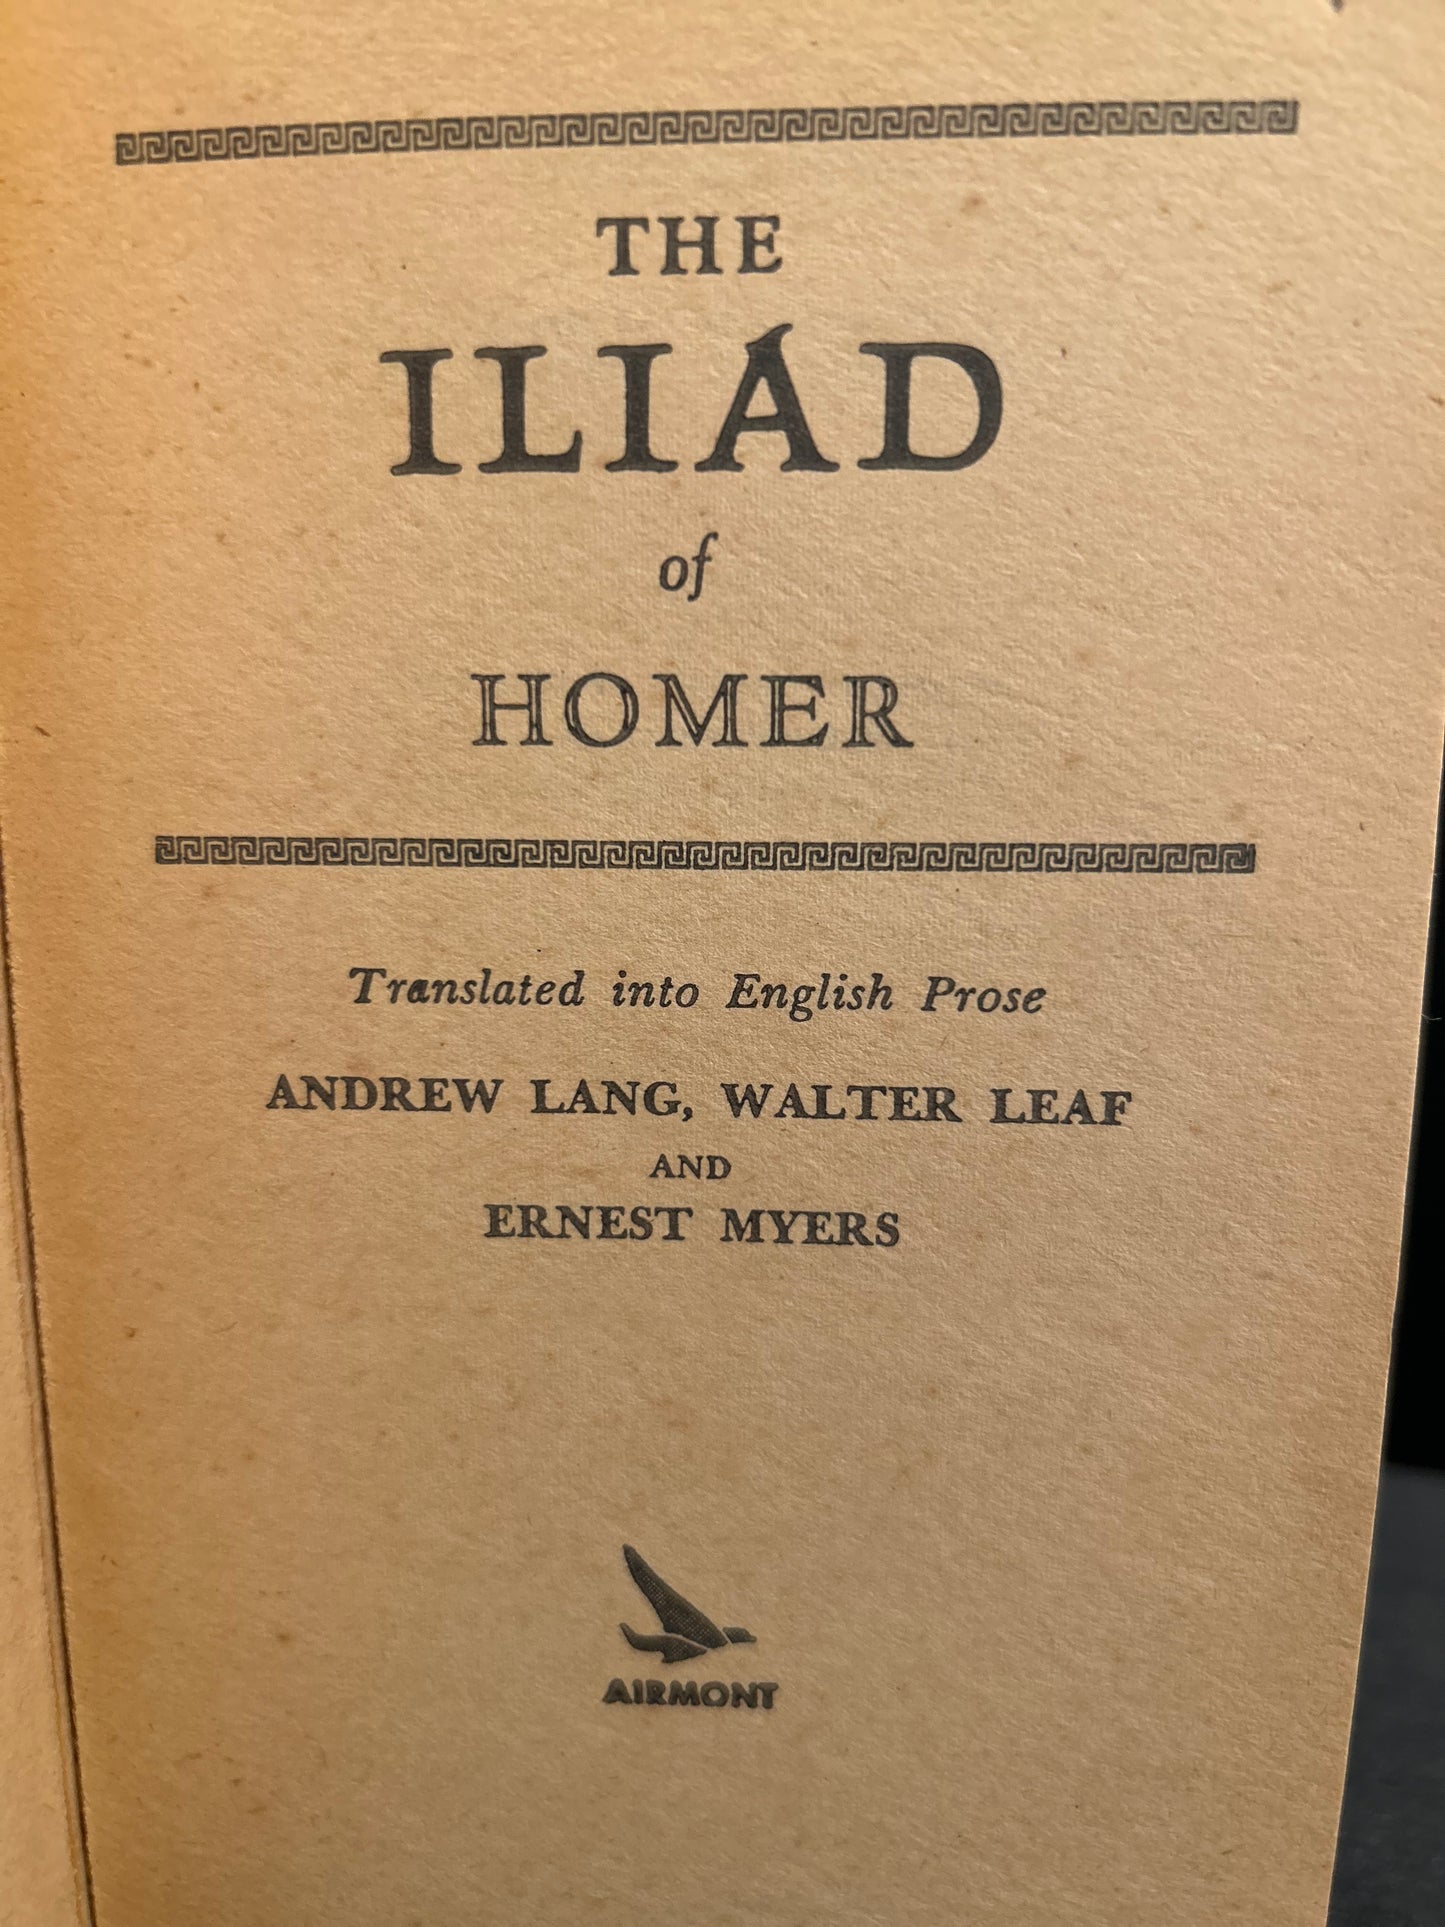 THE
ILIAD
of
HOMER
Translated into English Prose
ANDREW LANG, WALTER LEAF
AND
ERNEST MYERS
AIRMONT